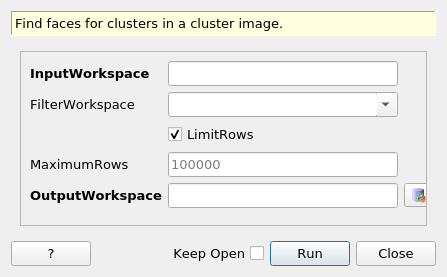 Find faces for clusters in a cluster image.
InputWorkspace
FilterWorkspace
LimitRows
MaximumRows 100000
OutputWorkspace
? Keep Open Run Close